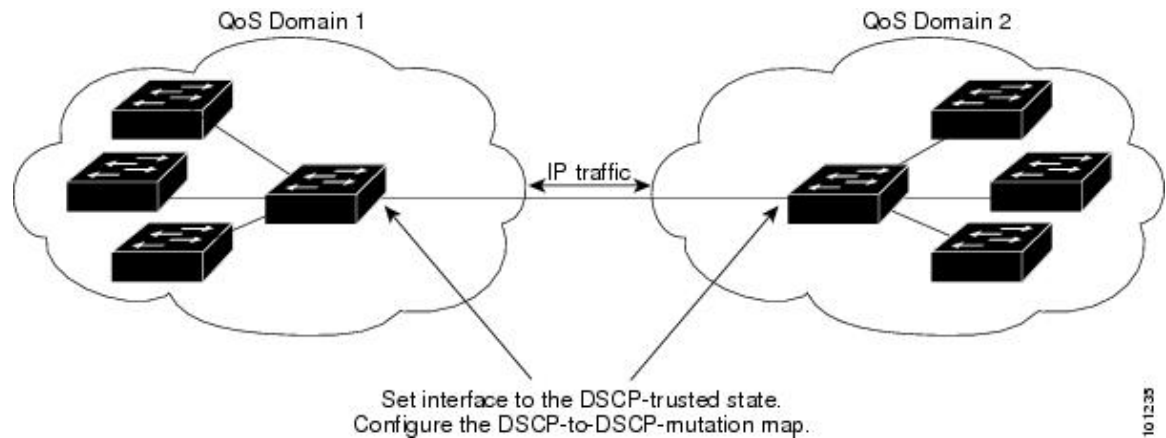 QoS Domain 1
QoS Domain 2
IP traffic
Set interface to the DSCP-trusted state.
Configure the DSCP-to-DSCP-mutation map.
101235